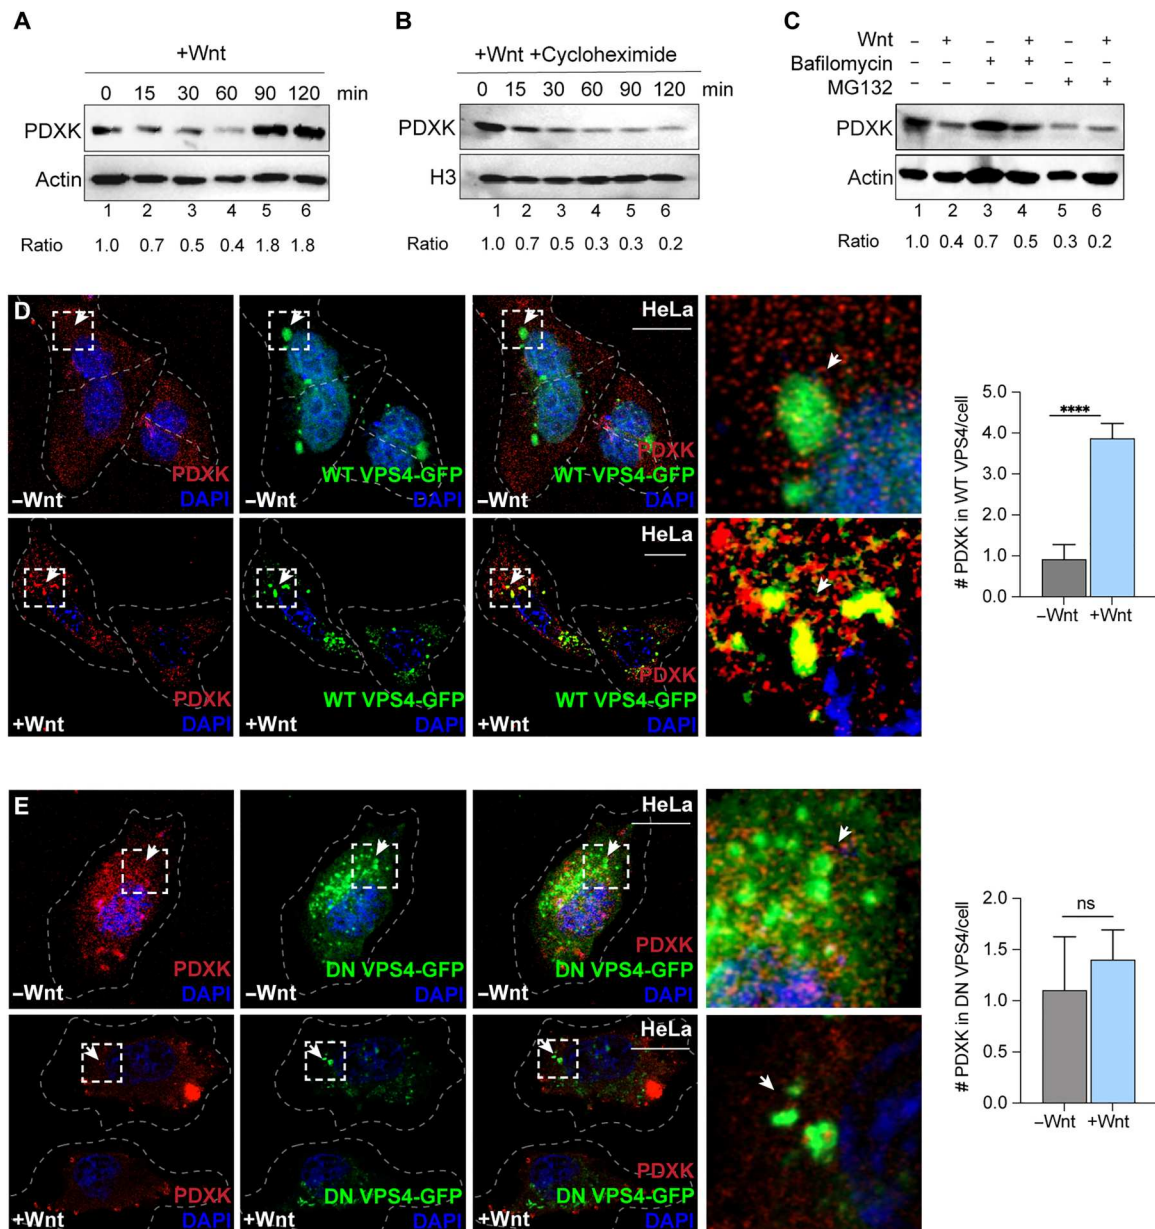 A
+Wnt
0 15 30 60 90 120 min
PDXK
Actin
1 2 3 4 5 6
Ratio 1.0 0.7 0.5 0.4 1.8 1.8
B
+Wnt +Cycloheximide
0 15 30 60 90 120 min
PDXK
H3
1 2 3 4 5 6
Ratio 1.0 0.7 0.5 0.3 0.3 0.2
C
Wnt – + – + – +
Bafilomycin – – + + – –
MG132 – – – – + +
PDXK
Actin
1 2 3 4 5 6
Ratio 1.0 0.4 0.7 0.5 0.3 0.2
D
PDXK
–Wnt DAPI
WT VPS4-GFP
–Wnt DAPI
HeLa
PDXK
WT VPS4-GFP
–Wnt DAPI
PDXK
+Wnt DAPI
WT VPS4-GFP
+Wnt DAPI
HeLa
PDXK
WT VPS4-GFP
+Wnt DAPI
# PDXK in WT VPS4/cell
5.0
4.0
3.0
2.0
1.0
0.0
****
–Wnt +Wnt
E
PDXK
–Wnt DAPI
DN VPS4-GFP
–Wnt DAPI
HeLa
PDXK
DN VPS4-GFP
–Wnt DAPI
PDXK
+Wnt DAPI
DN VPS4-GFP
+Wnt DAPI
HeLa
PDXK
DN VPS4-GFP
+Wnt DAPI
# PDXK in DN VPS4/cell
2.0
1.5
1.0
0.5
0.0
ns
–Wnt +Wnt